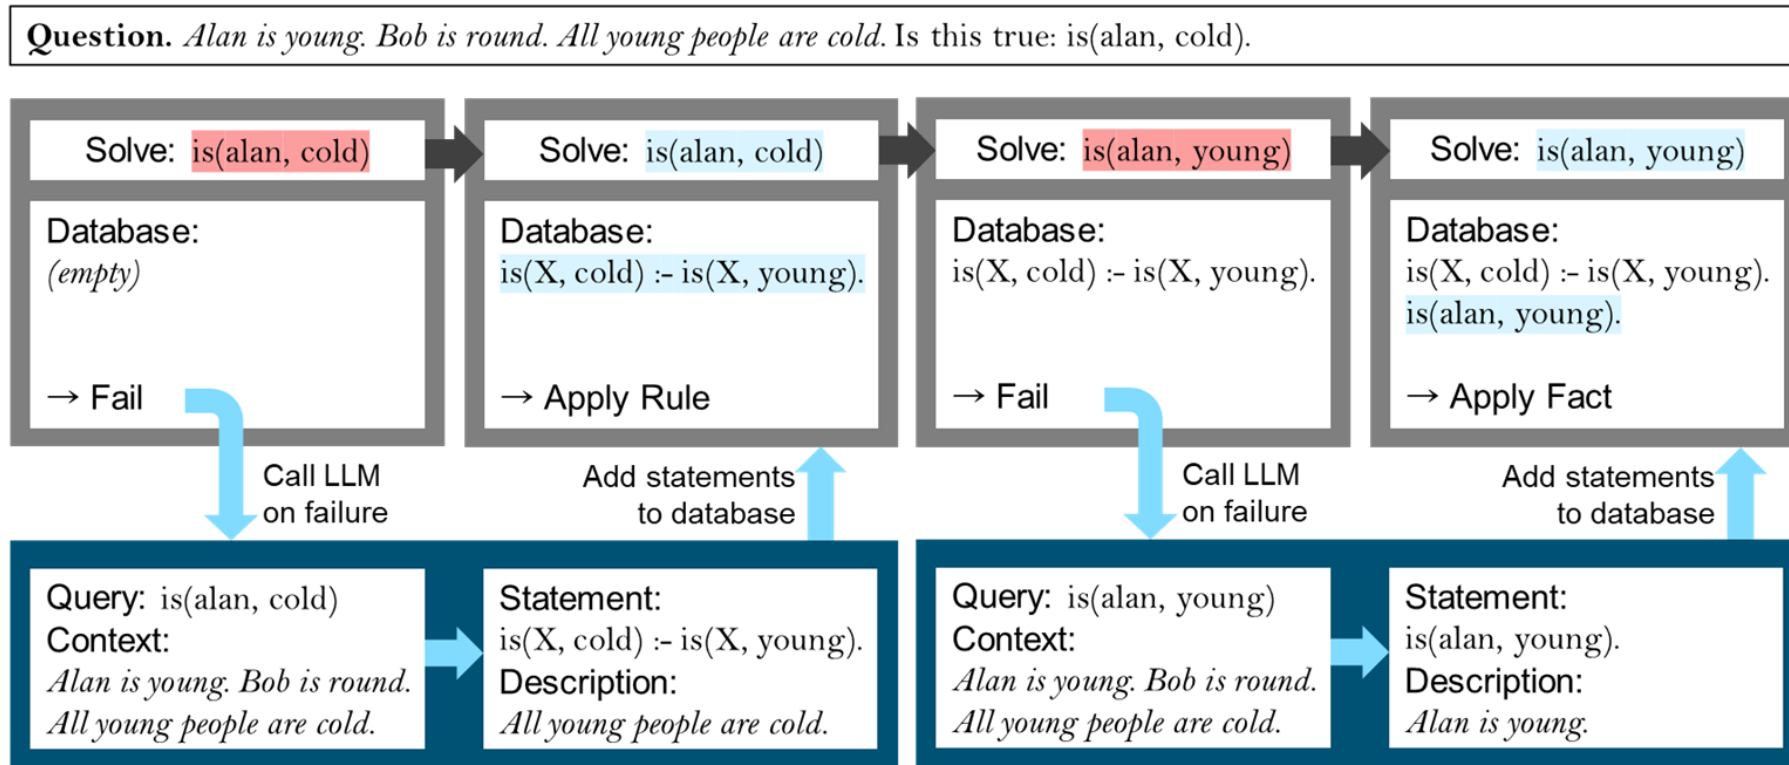 Question. Alan is young. Bob is round. All young people are cold. Is this true: is(alan, cold).
Solve: is(alan, cold)
Database:
(empty)
→ Fail
Solve: is(alan, cold)
Database:
is(X, cold) :- is(X, young).
→ Apply Rule
Solve: is(alan, young)
Database:
is(X, cold) :- is(X, young).
→ Fail
Solve: is(alan, young)
Database:
is(X, cold) :- is(X, young).
is(alan, young).
→ Apply Fact
Call LLM
on failure
Add statements
to database
Call LLM
on failure
Add statements
to database
Query: is(alan, cold)
Context:
Alan is young. Bob is round.
All young people are cold.
Statement:
is(X, cold) :- is(X, young).
Description:
All young people are cold.
Query: is(alan, young)
Context:
Alan is young. Bob is round.
All young people are cold.
Statement:
is(alan, young).
Description:
Alan is young.